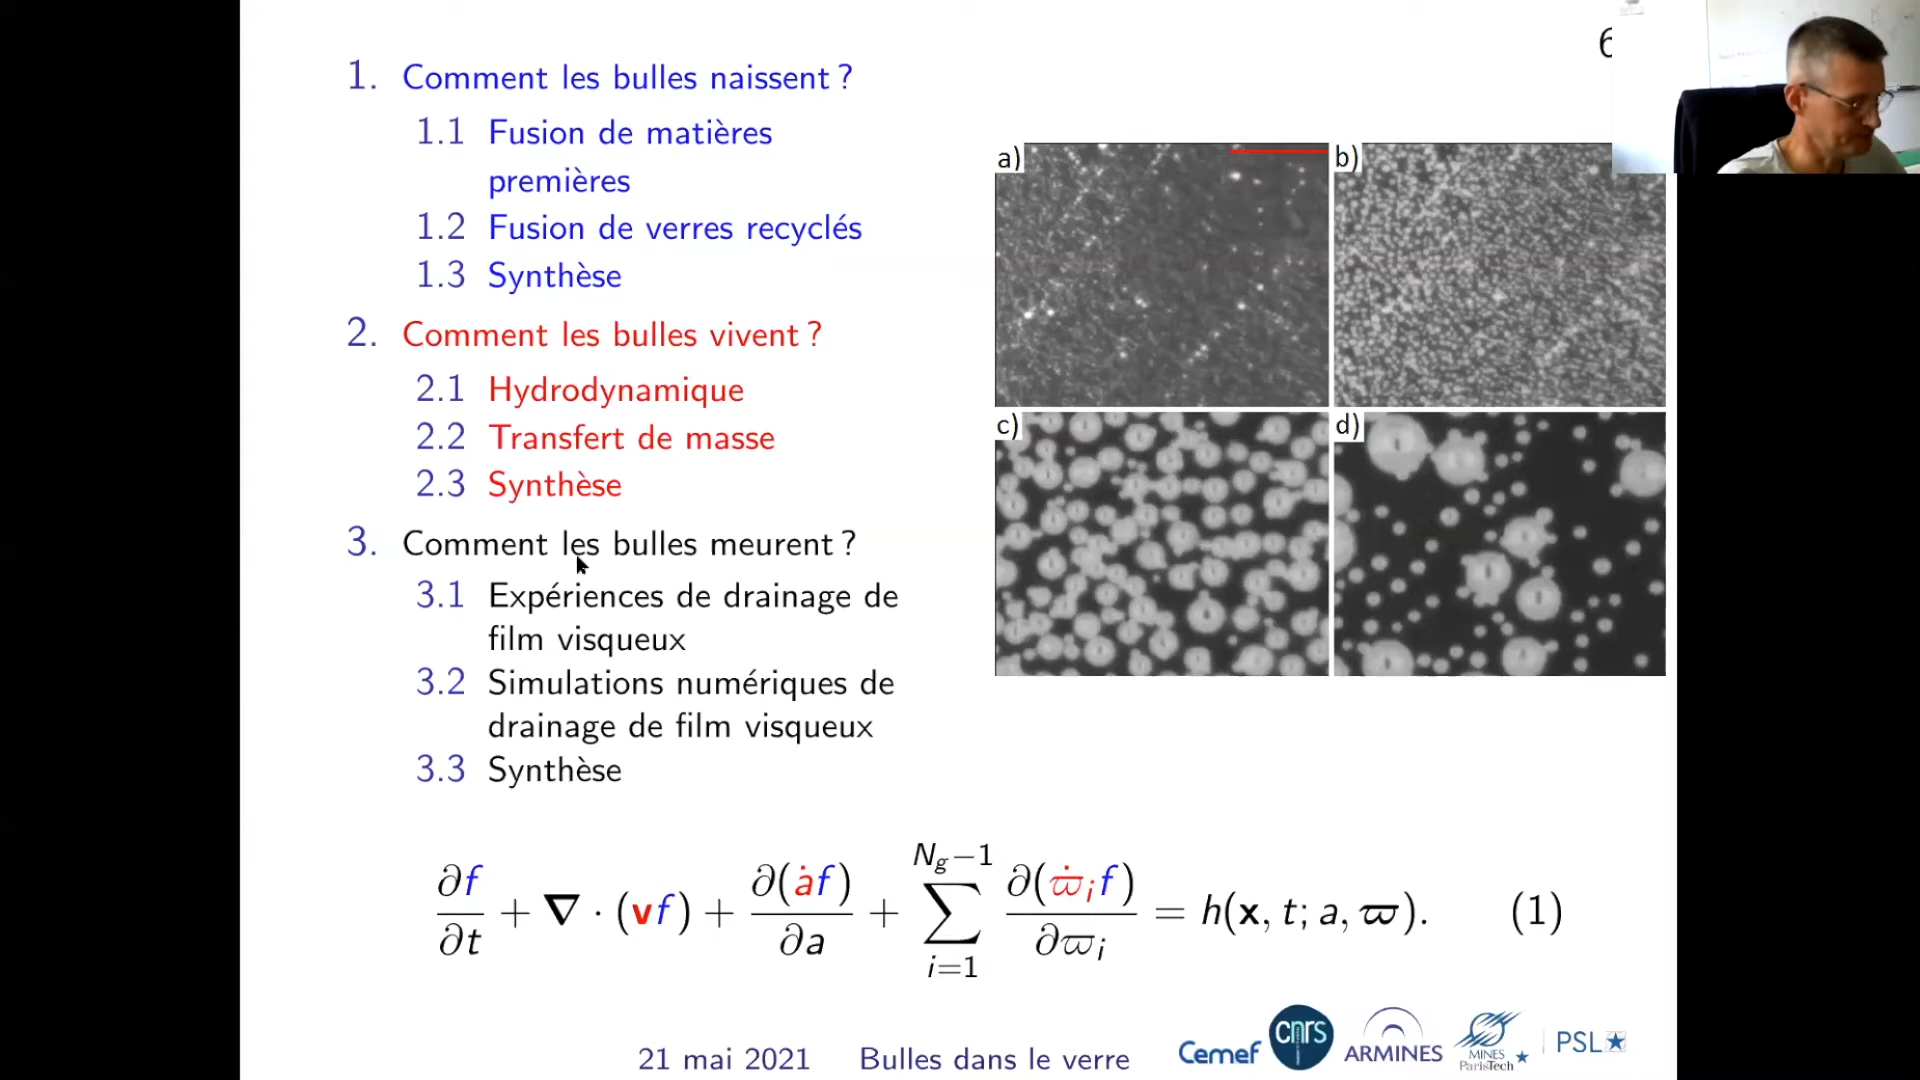 6
1. Comment les bulles naissent ?
1.1 Fusion de matières
premières
1.2 Fusion de verres recyclés
1.3 Synthèse
2. Comment les bulles vivent ?
2.1 Hydrodynamique
2.2 Transfert de masse
2.3 Synthèse
3. Comment les bulles meurent ?
3.1 Expériences de drainage de
film visqueux
3.2 Simulations numériques de
drainage de film visqueux
3.3 Synthèse
a)
b)
c)
d)
∂f/∂t + ∇ · (vf) + ∂(ȧf)/∂a + ∑_{i=1}^{N_g−1} ∂(ϖ̇_i f)/∂ϖ_i = h(x, t; a, ϖ). (1)
21 mai 2021 Bulles dans le verre
Cemef
cnrs
ARMINES
MINES
ParisTech
PSL